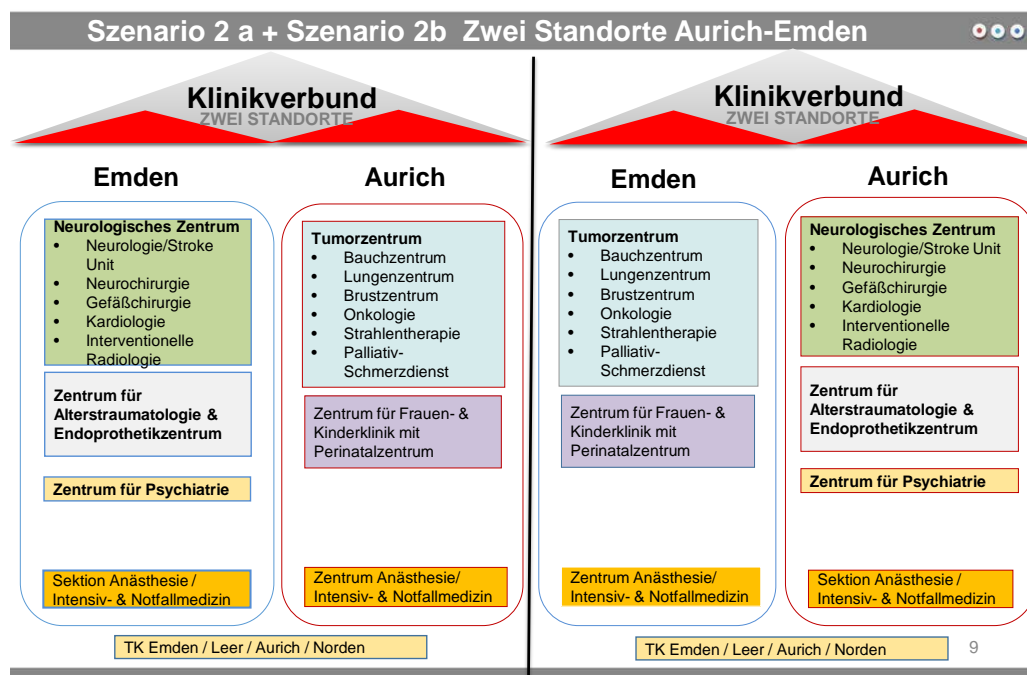 Szenario 2 a + Szenario 2b Zwei Standorte Aurich-Emden
Klinikverbund
ZWEI STANDORTE
Emden
Neurologisches Zentrum
• Neurologie/Stroke
Unit
• Neurochirurgie
• Gefäßchirurgie
• Kardiologie
• Interventionelle
Radiologie
Zentrum für
Alterstraumatologie &
Endoprothetikzentrum
Zentrum für Psychiatrie
Sektion Anästhesie /
Intensiv- & Notfallmedizin
Aurich
Tumorzentrum
• Bauchzentrum
• Lungenzentrum
• Brustzentrum
• Onkologie
• Strahlentherapie
• Palliativ-
Schmerzdienst
Zentrum für Frauen- &
Kinderklinik mit
Perinatalzentrum
Zentrum Anästhesie/
Intensiv- & Notfallmedizin
TK Emden / Leer / Aurich / Norden
Klinikverbund
ZWEI STANDORTE
Emden
Tumorzentrum
• Bauchzentrum
• Lungenzentrum
• Brustzentrum
• Onkologie
• Strahlentherapie
• Palliativ-
Schmerzdienst
Zentrum für Frauen- &
Kinderklinik mit
Perinatalzentrum
Zentrum Anästhesie/
Intensiv- & Notfallmedizin
Aurich
Neurologisches Zentrum
• Neurologie/Stroke Unit
• Neurochirurgie
• Gefäßchirurgie
• Kardiologie
• Interventionelle
Radiologie
Zentrum für
Alterstraumatologie &
Endoprothetikzentrum
Zentrum für Psychiatrie
Sektion Anästhesie /
Intensiv- & Notfallmedizin
TK Emden / Leer / Aurich / Norden
9